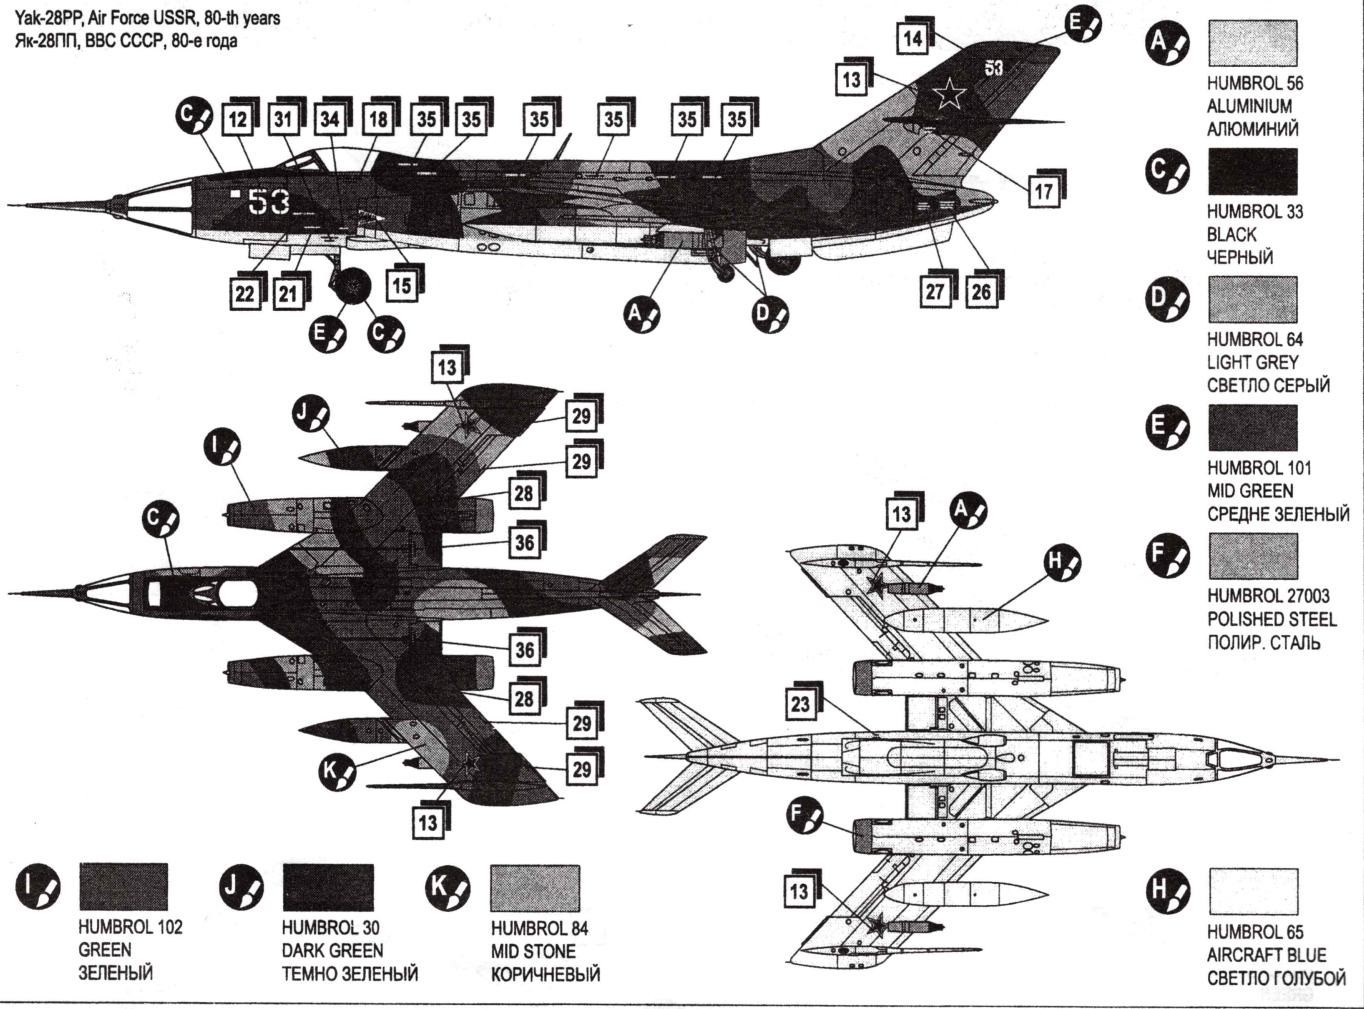 Yak-28PP, Air Force USSR, 80-th years
Як-28ПП, ВВС СССР, 80-е года
14
E
13
53
C
12
31
34
18
35
35
35
35
35
35
17
53
22
21
15
27
26
E
C
A
D
A
HUMBROL 56
ALUMINIUM
АЛЮМИНИЙ
C
HUMBROL 33
BLACK
ЧЕРНЫЙ
D
HUMBROL 64
LIGHT GREY
СВЕТЛО СЕРЫЙ
E
HUMBROL 101
MID GREEN
СРЕДНЕ ЗЕЛЕНЫЙ
F
HUMBROL 27003
POLISHED STEEL
ПОЛИР. СТАЛЬ
13
J
29
I
29
28
C
36
36
28
29
K
29
13
13
A
H
23
F
13
I
HUMBROL 102
GREEN
ЗЕЛЕНЫЙ
J
HUMBROL 30
DARK GREEN
ТЕМНО ЗЕЛЕНЫЙ
K
HUMBROL 84
MID STONE
КОРИЧНЕВЫЙ
H
HUMBROL 65
AIRCRAFT BLUE
СВЕТЛО ГОЛУБОЙ